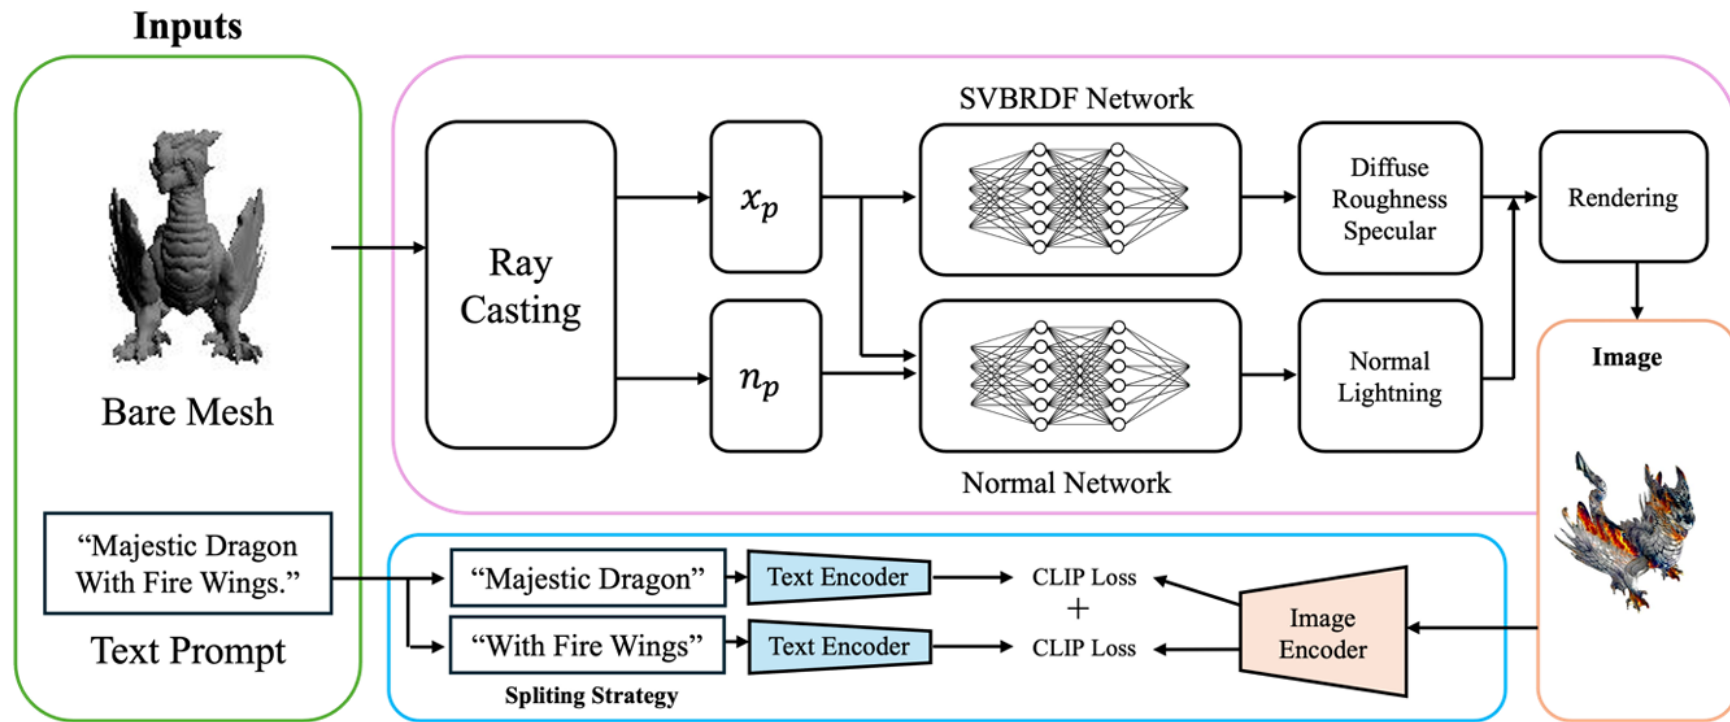 Inputs
Bare Mesh
“Majestic Dragon
With Fire Wings.”
Text Prompt
Ray
Casting
x_p
n_p
SVBRDF Network
Normal Network
Diffuse
Roughness
Specular
Normal
Lightning
Rendering
Image
“Majestic Dragon”
Text Encoder
CLIP Loss
+
“With Fire Wings”
Text Encoder
CLIP Loss
Image
Encoder
Spliting Strategy